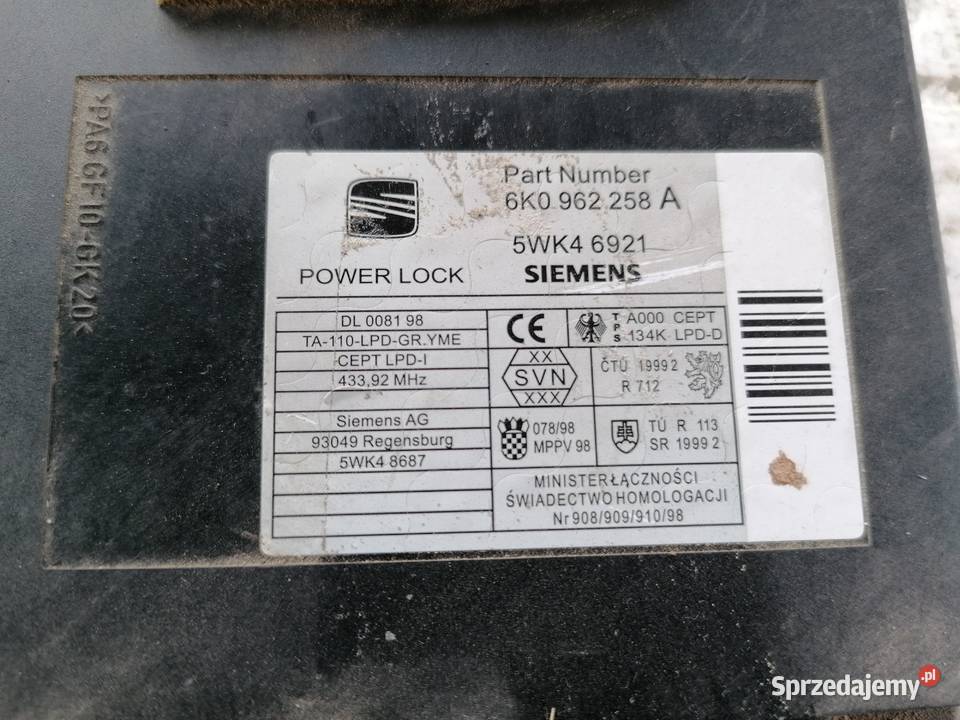 >PA6 GF10-GK20<
Part Number
6K0 962 258 A
5WK4 6921
POWER LOCK
SIEMENS
DL 0081 98
TA-110-LPD-GR.YME
CEPT LPD-I
433,92 MHz
Siemens AG
93049 Regensburg
5WK4 8687
CE
T P S
A000 CEPT
134K LPD-D
XX
SVN
XXX
ČTÚ 1999 2
R 712
078/98
MPPV 98
TÚ R 113
SR 1999 2
MINISTER ŁĄCZNOŚCI
ŚWIADECTWO HOMOLOGACJI
Nr 908/909/910/98
Sprzedajemy.pl